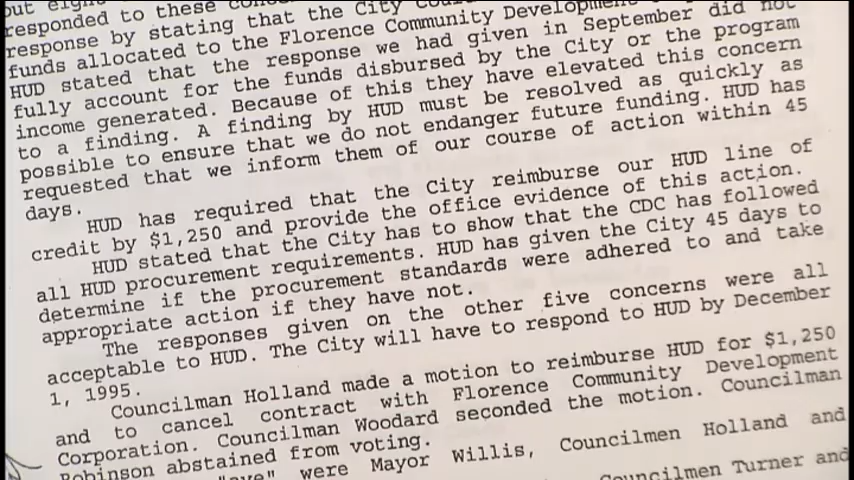 responded to these
response by stating that the City
funds allocated to the Florence Community Development
HUD stated that the response we had given in September did not
fully account for the funds disbursed by the City or the program
income generated. Because of this they have elevated this concern
to a finding. A finding by HUD must be resolved as quickly as
possible to ensure that we do not endanger future funding. HUD has
requested that we inform them of our course of action within 45
days.
HUD has required that the City reimburse our HUD line of
credit by $1,250 and provide the office evidence of this action.
HUD stated that the City has to show that the CDC has followed
all HUD procurement requirements. HUD has given the City 45 days to
determine if the procurement standards were adhered to and take
appropriate action if they have not.
The responses given on the other five concerns were all
acceptable to HUD. The City will have to respond to HUD by December
1, 1995.
Councilman Holland made a motion to reimburse HUD for $1,250
and to cancel contract with Florence Community Development
Corporation. Councilman Woodard seconded the motion. Councilman
Robinson abstained from voting.
were Mayor Willis, Councilmen Holland and
Councilmen Turner and